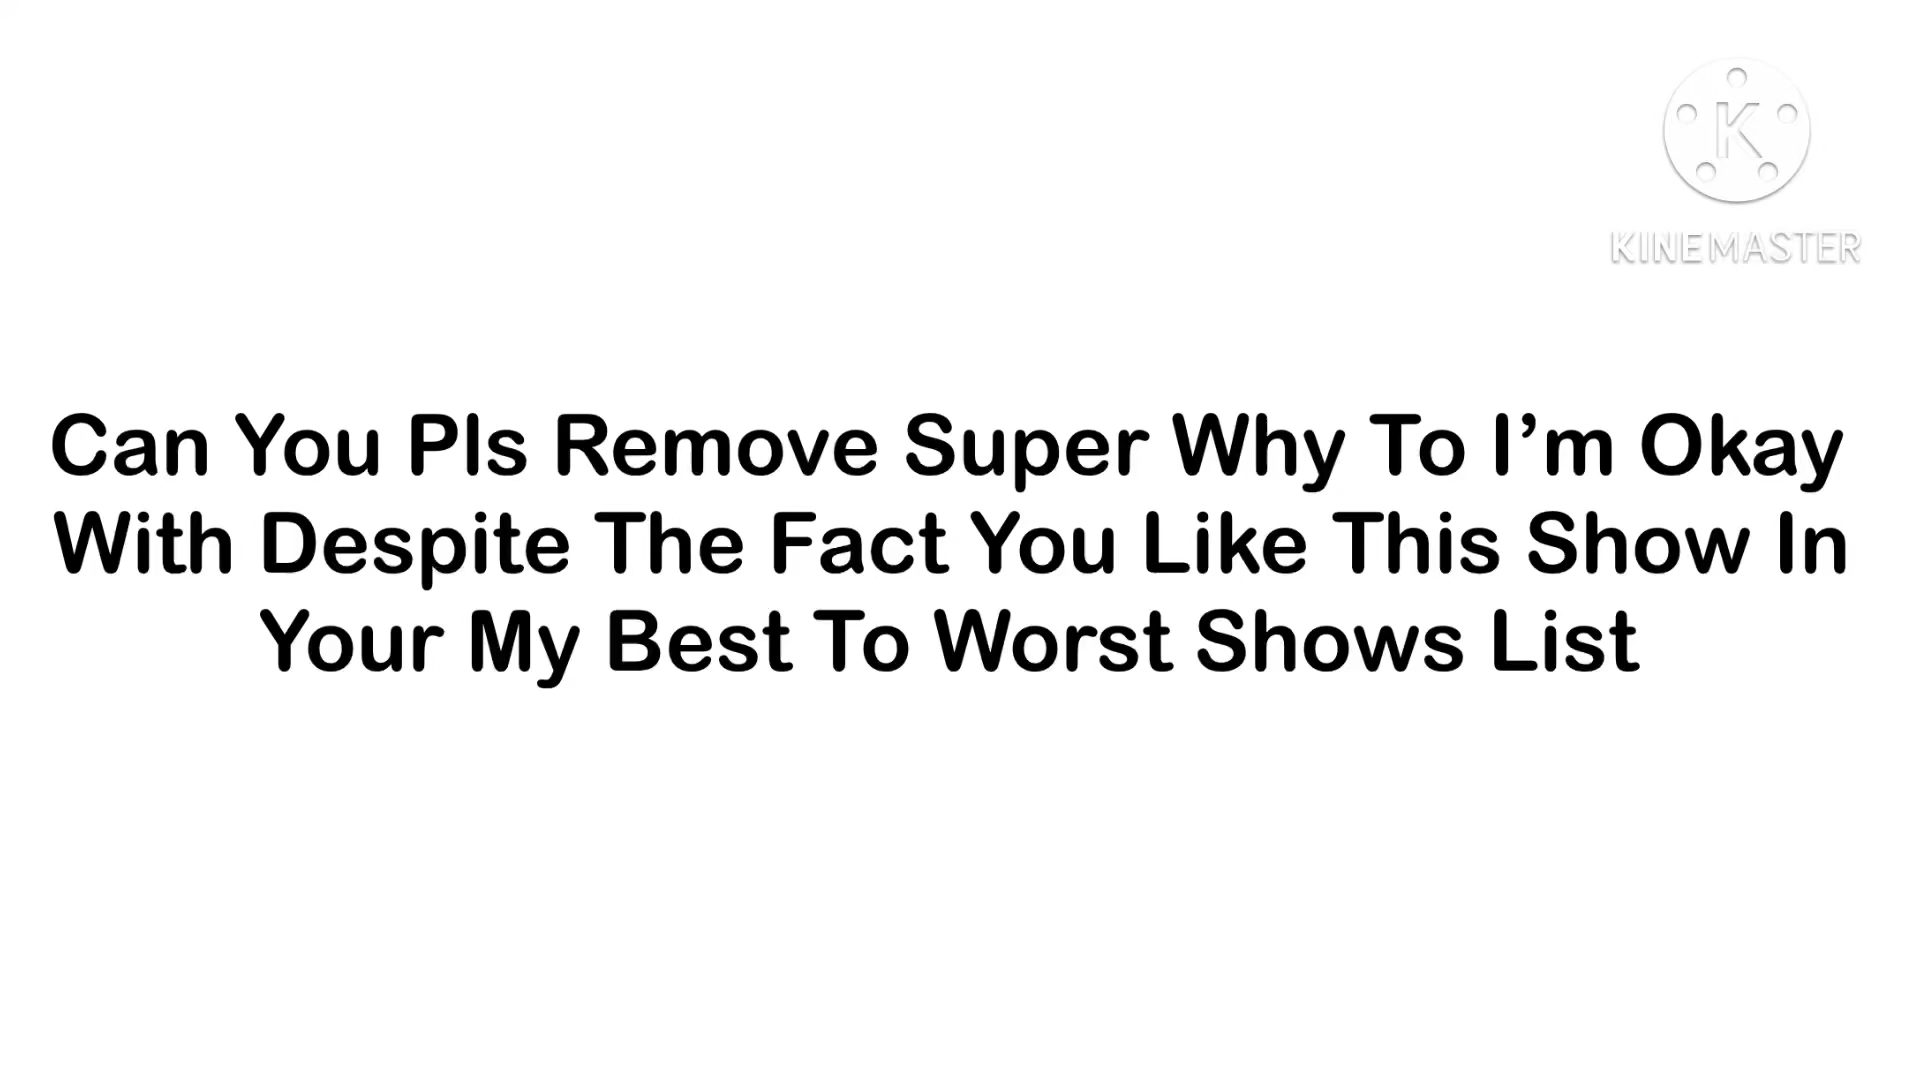 K
KINEMASTER
Can You Pls Remove Super Why To I’m Okay
With Despite The Fact You Like This Show In
Your My Best To Worst Shows List